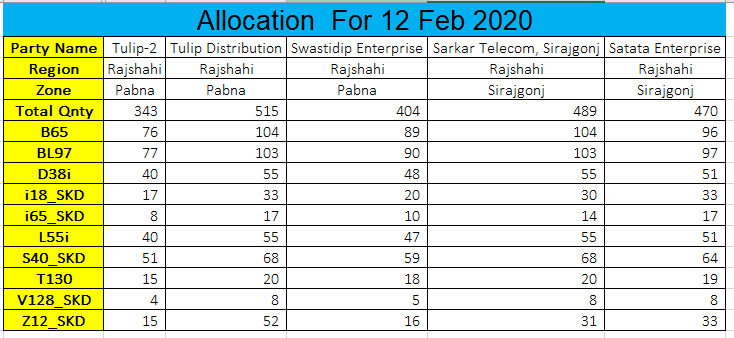 Allocation For 12 Feb 2020
Party Name Tulip-2 Tulip Distribution Swastidip Enterprise Sarkar Telecom, Sirajgonj Satata Enterprise
Region Rajshahi Rajshahi Rajshahi Rajshahi Rajshahi
Zone Pabna Pabna Pabna Sirajgonj Sirajgonj
Total Qnty 343 515 404 489 470
B65 76 104 89 104 96
BL97 77 103 90 103 97
D38i 40 55 48 55 51
i18_SKD 17 33 20 30 33
i65_SKD 8 17 10 14 17
L55i 40 55 47 55 51
S40_SKD 51 68 59 68 64
T130 15 20 18 20 19
V128_SKD 4 8 5 8 8
Z12_SKD 15 52 16 31 33